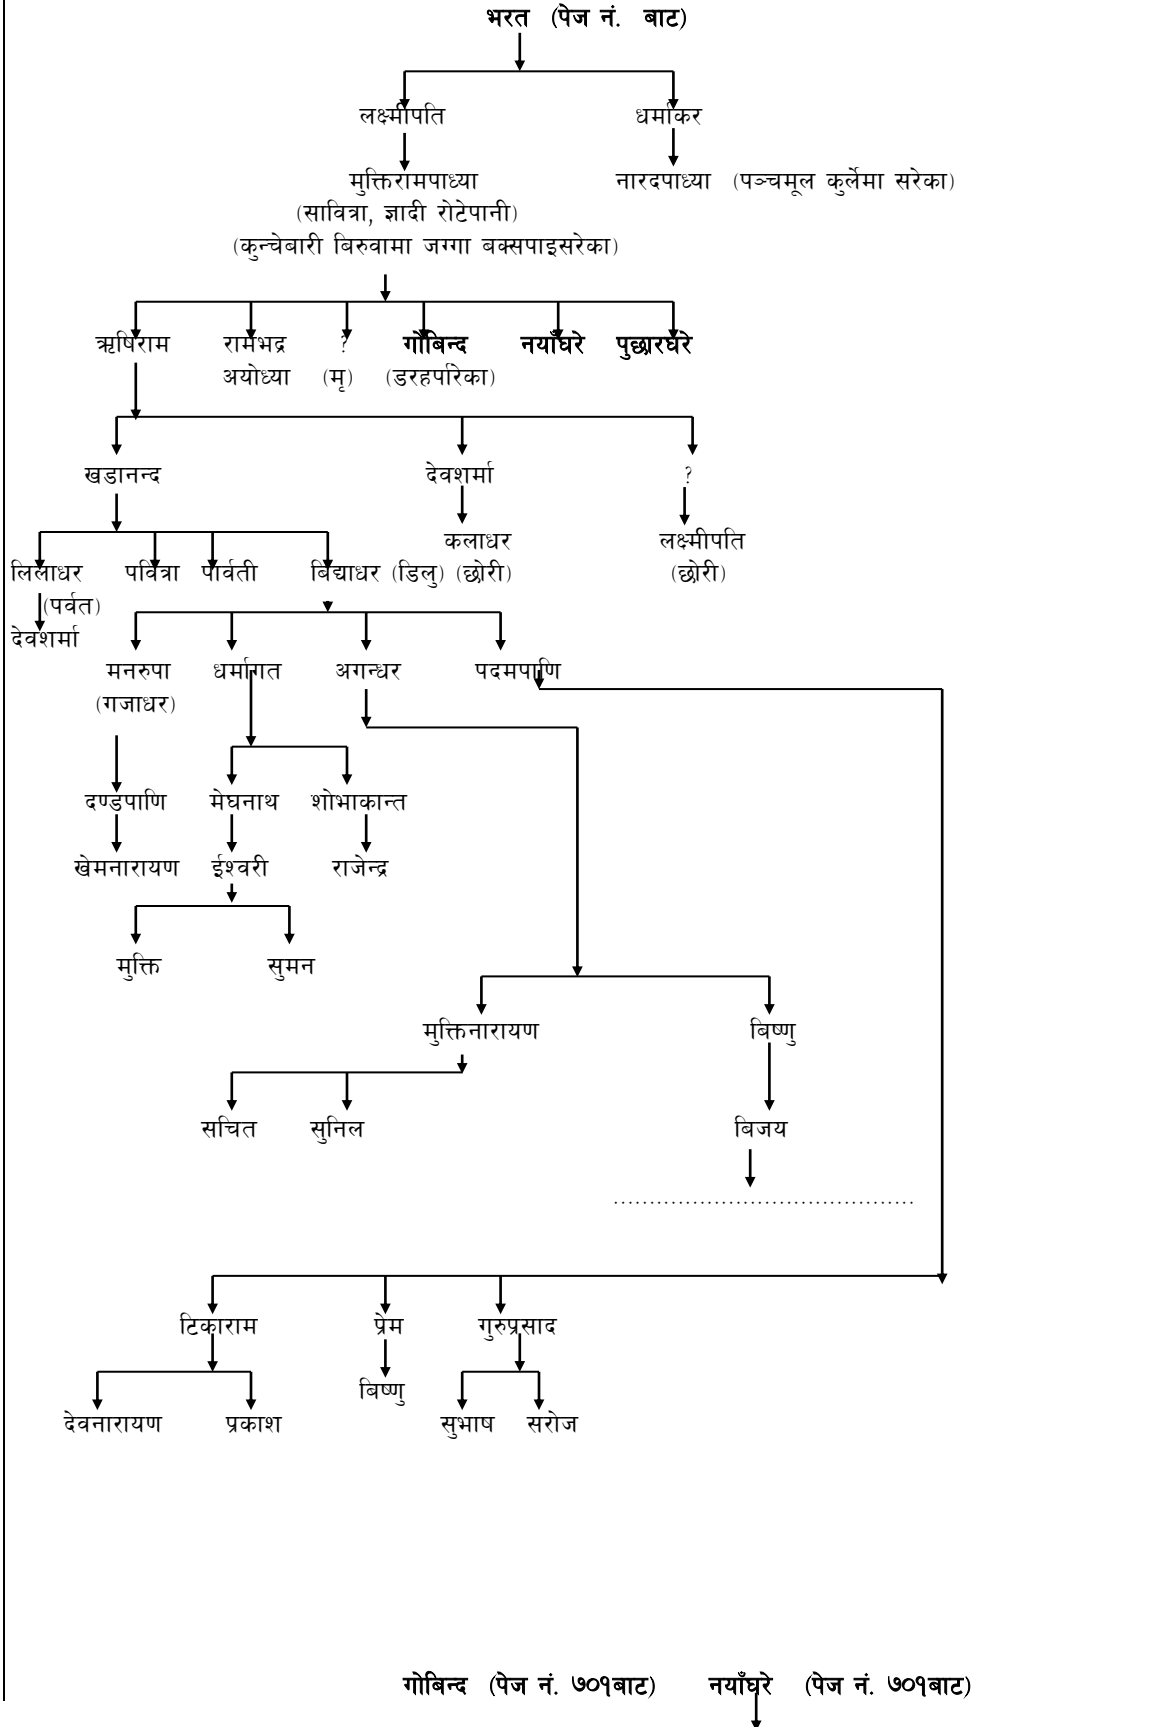 भरत (पेज नं. बाट)
लक्ष्मीपति धर्माकर
मुक्तिरामपाध्या नारदपाध्या (पञ्चमूल कुर्लेमा सरेका)
(सावित्रा, ज्ञादी रोटेपानी)
(कुन्चेबारी बिरुवामा जग्गा बक्सपाइसरेका)
ऋषिराम रामभद्र ? गोबिन्द नयाँघरे पुछारघरे
अयोध्या (मृ) (डरहर्पारेका)
खडानन्द देवशर्मा ?
कलाधर लक्ष्मीपति
लिलाधर पवित्रा पार्वती बिद्याधर (डिलु) (छोरी) (छोरी)
(पर्वत)
देवशर्मा
मनरुपा धर्मागत अगन्धर पदमपाणि
(गजाधर)
दण्डपाणि मेघनाथ शोभाकान्त
खेमनारायण ईश्वरी राजेन्द्र
मुक्ति सुमन
मुक्तिनारायण बिष्णु
सचित सुनिल बिजय
..........................................
टिकाराम प्रेम गुरुप्रसाद
बिष्णु
देवनारायण प्रकाश सुभाष सरोज
गोबिन्द (पेज नं. ७०१बाट) नयाँघरे (पेज नं. ७०१बाट)